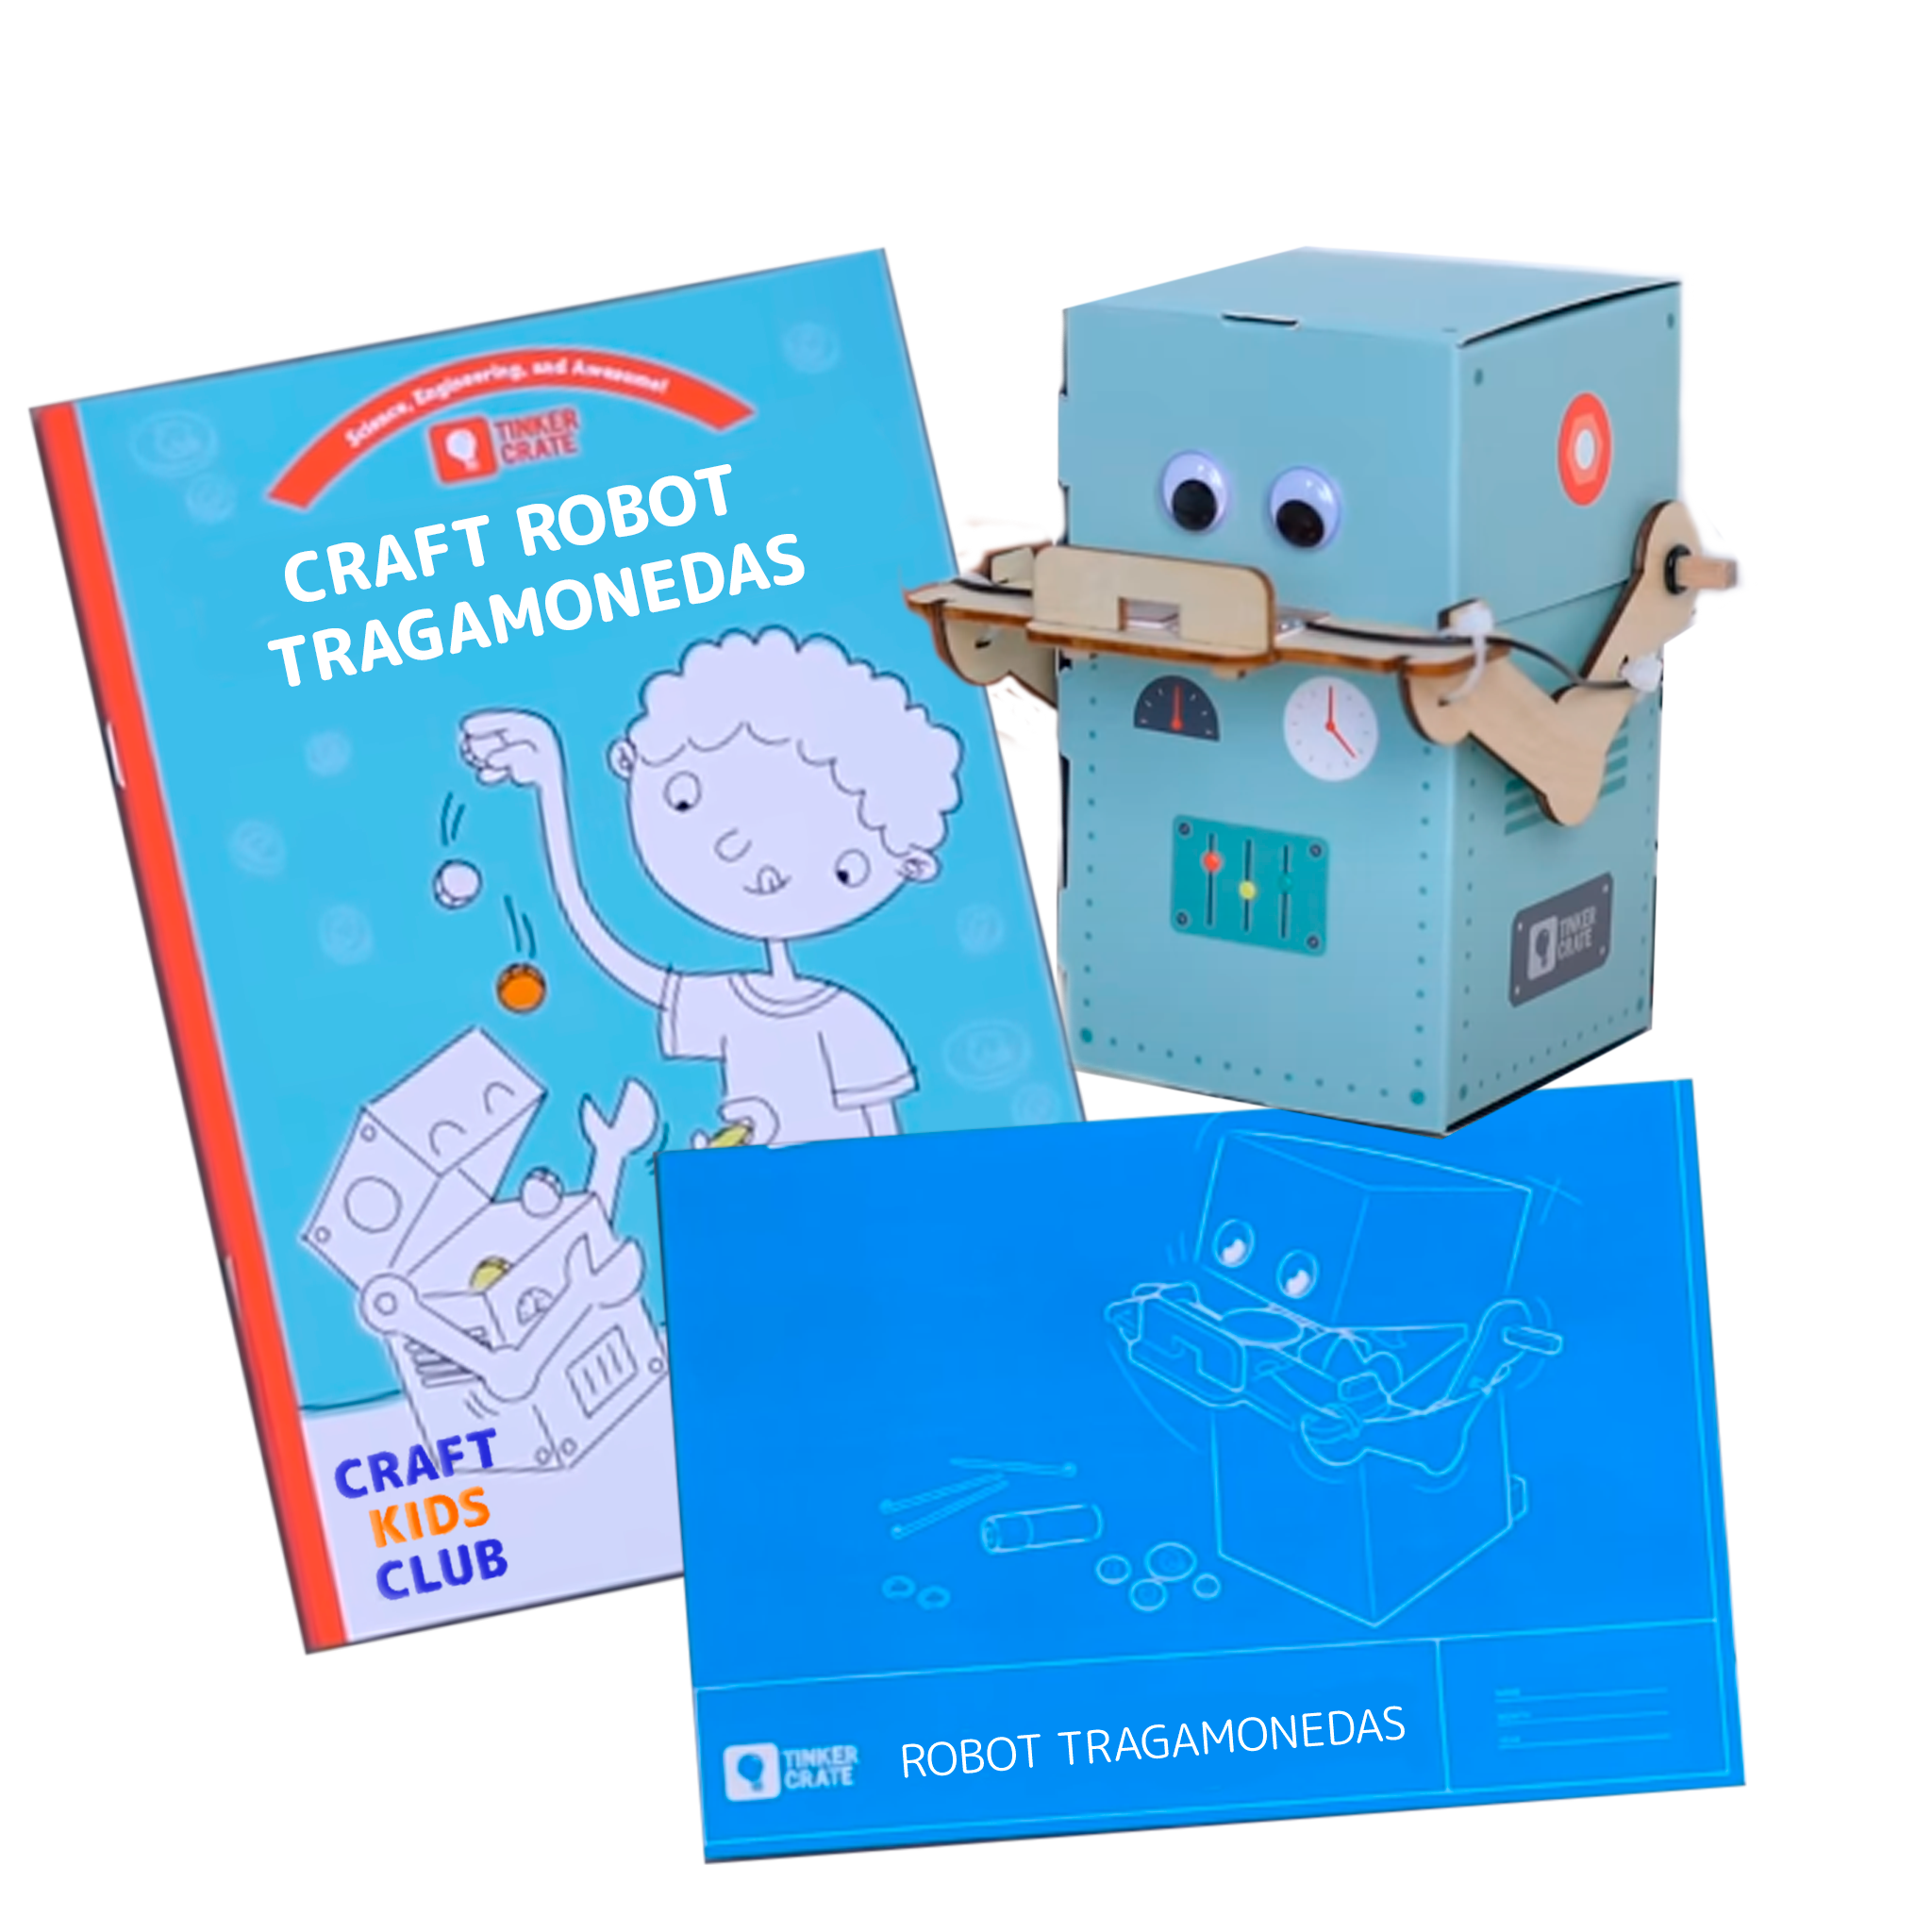 Science, Engineering, and Awesome!
TINKER
CRATE
CRAFT ROBOT
TRAGAMONEDAS
CRAFT
KIDS
CLUB
TINKER
CRATE
TINKER
CRATE
ROBOT TRAGAMONEDAS